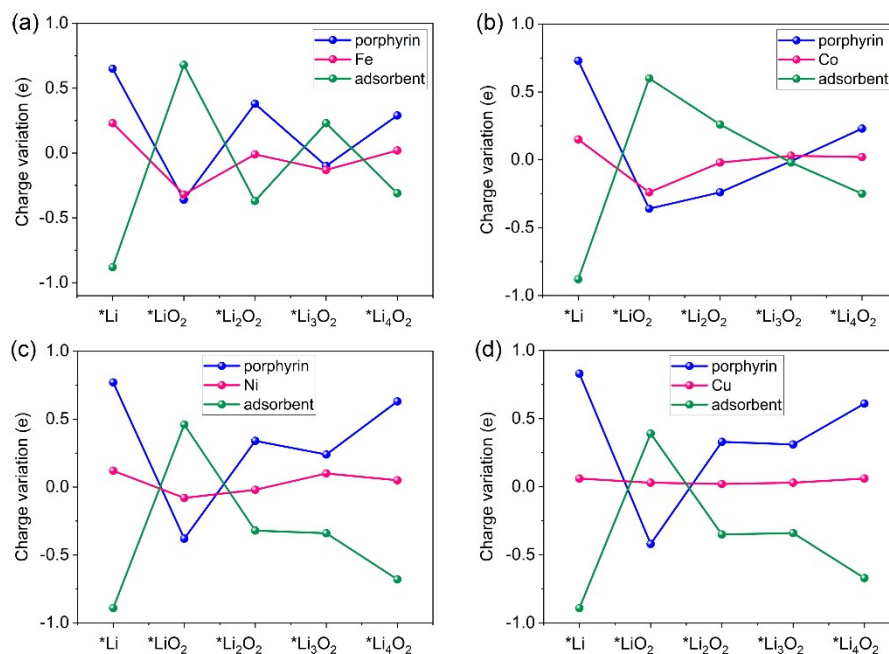 (a)
1.0
0.5
0.0
-0.5
-1.0
Charge variation (e)
porphyrin
Fe
adsorbent
*Li
*LiO₂
*Li₂O₂
*Li₃O₂
*Li₄O₂
(b)
1.0
0.5
0.0
-0.5
-1.0
Charge variation (e)
porphyrin
Co
adsorbent
*Li
*LiO₂
*Li₂O₂
*Li₃O₂
*Li₄O₂
(c)
1.0
0.5
0.0
-0.5
-1.0
Charge variation (e)
porphyrin
Ni
adsorbent
*Li
*LiO₂
*Li₂O₂
*Li₃O₂
*Li₄O₂
(d)
1.0
0.5
0.0
-0.5
-1.0
Charge variation (e)
porphyrin
Cu
adsorbent
*Li
*LiO₂
*Li₂O₂
*Li₃O₂
*Li₄O₂